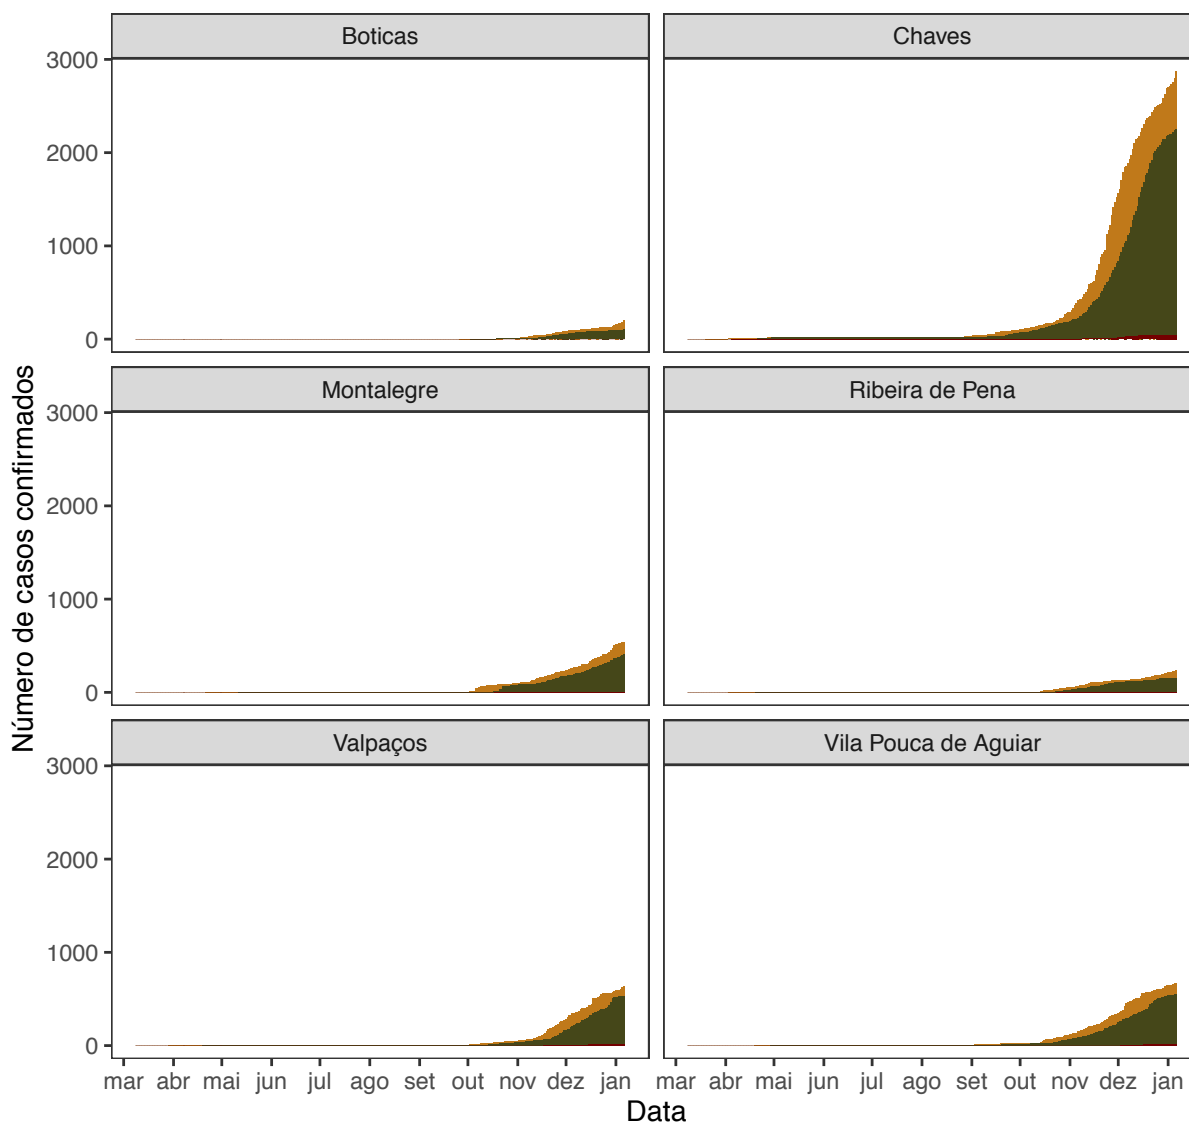 Boticas
Chaves
3000
2000
1000
0
Montalegre
Ribeira de Pena
3000
2000
1000
0
Valpaços
Vila Pouca de Aguiar
3000
2000
1000
0
mar abr mai jun jul ago set out nov dez jan
mar abr mai jun jul ago set out nov dez jan
Data
Número de casos confirmados